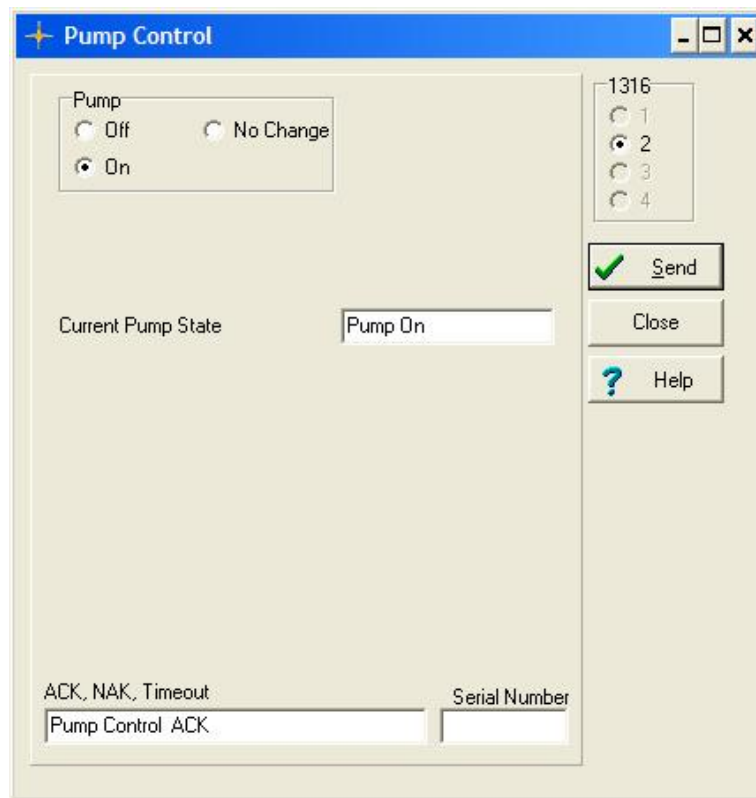 Pump Control
Pump
Off No Change
On
1316
1
2
3
4
Send
Close
Help
Current Pump State Pump On
ACK, NAK, Timeout Serial Number
Pump Control ACK